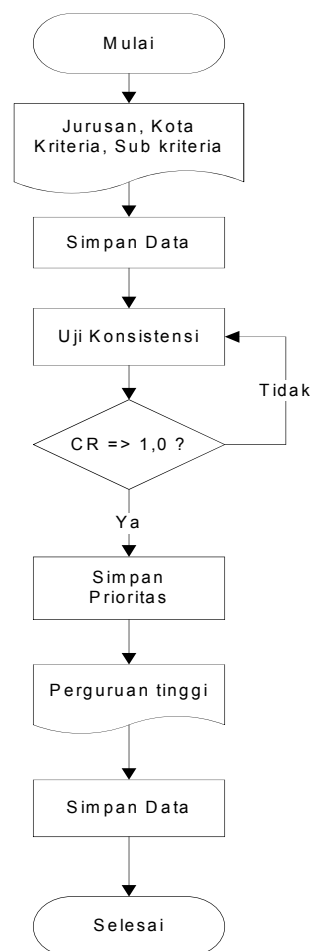 Mulai
Jurusan, Kota
Kriteria, Sub kriteria
Simpan Data
Uji Konsistensi
Tidak
CR => 1,0 ?
Ya
Simpan
Prioritas
Perguruan tinggi
Simpan Data
Selesai